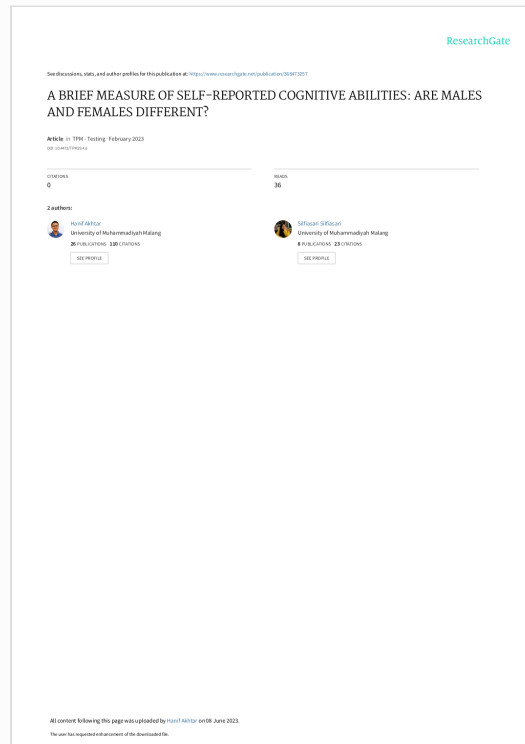 ResearchGate
See discussions, stats, and author profiles for this publication at: https://www.researchgate.net/publication/368473257
A BRIEF MEASURE OF SELF-REPORTED COGNITIVE ABILITIES: ARE MALES
AND FEMALES DIFFERENT?
Article in TPM - Testing · February 2023
CITATIONS
0
READS
36
2 authors:
Hanif Akhtar
University of Muhammadiyah Malang
26 PUBLICATIONS 110 CITATIONS
SEE PROFILE
Silfiasari Silfiasari
University of Muhammadiyah Malang
8 PUBLICATIONS 23 CITATIONS
SEE PROFILE
All content following this page was uploaded by Hanif Akhtar on 08 June 2023.
The user has requested enhancement of the downloaded file.